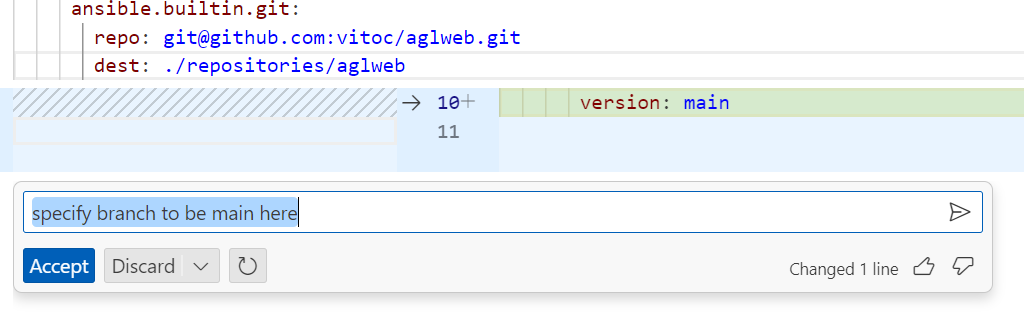 ansible.builtin.git:
repo: git@github.com:vitoc/aglweb.git
dest: ./repositories/aglweb
→ 10+ version: main
11
specify branch to be main here
Accept Discard Changed 1 line